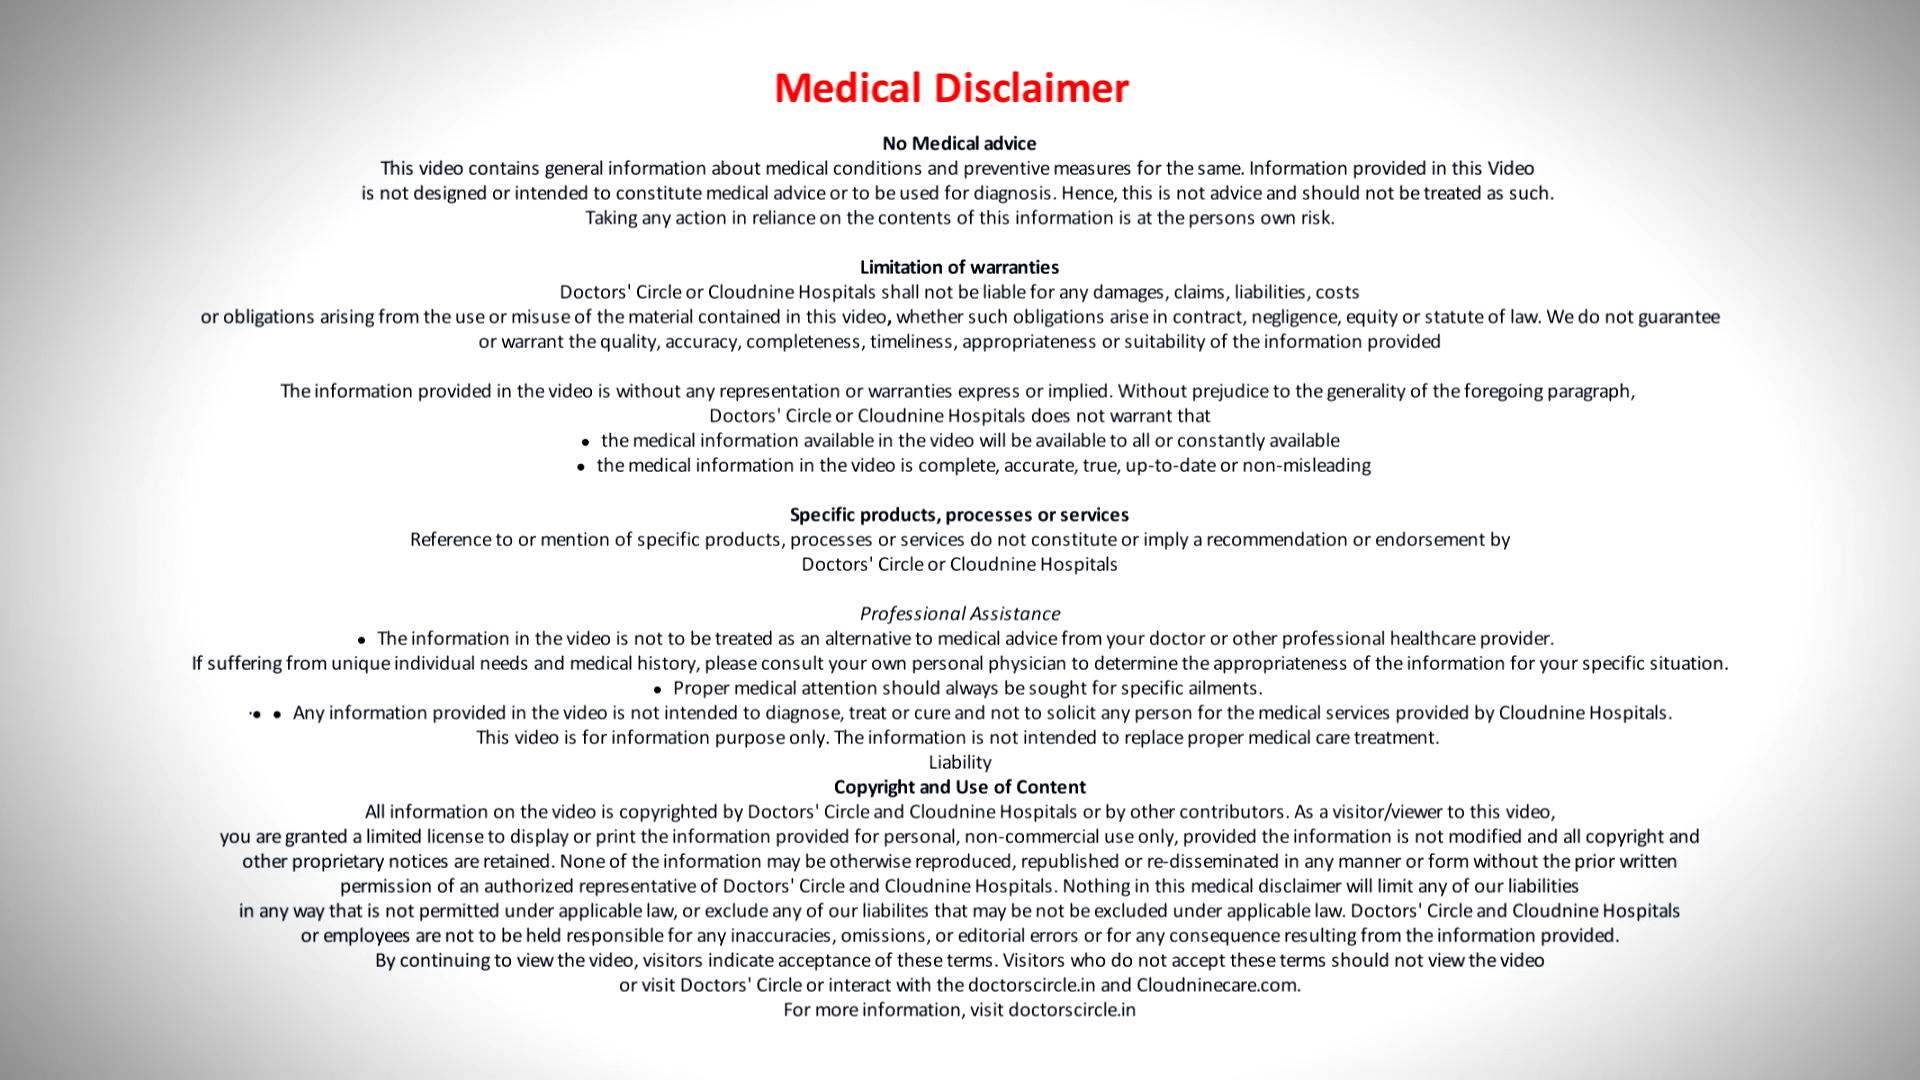 Medical Disclaimer
No Medical advice
This video contains general information about medical conditions and preventive measures for the same. Information provided in this Video
is not designed or intended to constitute medical advice or to be used for diagnosis. Hence, this is not advice and should not be treated as such.
Taking any action in reliance on the contents of this information is at the persons own risk.
Limitation of warranties
Doctors' Circle or Cloudnine Hospitals shall not be liable for any damages, claims, liabilities, costs
or obligations arising from the use or misuse of the material contained in this video, whether such obligations arise in contract, negligence, equity or statute of law. We do not guarantee
or warrant the quality, accuracy, completeness, timeliness, appropriateness or suitability of the information provided
The information provided in the video is without any representation or warranties express or implied. Without prejudice to the generality of the foregoing paragraph,
Doctors' Circle or Cloudnine Hospitals does not warrant that
• the medical information available in the video will be available to all or constantly available
• the medical information in the video is complete, accurate, true, up-to-date or non-misleading
Specific products, processes or services
Reference to or mention of specific products, processes or services do not constitute or imply a recommendation or endorsement by
Doctors' Circle or Cloudnine Hospitals
Professional Assistance
• The information in the video is not to be treated as an alternative to medical advice from your doctor or other professional healthcare provider.
If suffering from unique individual needs and medical history, please consult your own personal physician to determine the appropriateness of the information for your specific situation.
• Proper medical attention should always be sought for specific ailments.
·• • Any information provided in the video is not intended to diagnose, treat or cure and not to solicit any person for the medical services provided by Cloudnine Hospitals.
This video is for information purpose only. The information is not intended to replace proper medical care treatment.
Liability
Copyright and Use of Content
All information on the video is copyrighted by Doctors' Circle and Cloudnine Hospitals or by other contributors. As a visitor/viewer to this video,
you are granted a limited license to display or print the information provided for personal, non-commercial use only, provided the information is not modified and all copyright and
other proprietary notices are retained. None of the information may be otherwise reproduced, republished or re-disseminated in any manner or form without the prior written
permission of an authorized representative of Doctors' Circle and Cloudnine Hospitals. Nothing in this medical disclaimer will limit any of our liabilities
in any way that is not permitted under applicable law, or exclude any of our liabilites that may be not be excluded under applicable law. Doctors' Circle and Cloudnine Hospitals
or employees are not to be held responsible for any inaccuracies, omissions, or editorial errors or for any consequence resulting from the information provided.
By continuing to view the video, visitors indicate acceptance of these terms. Visitors who do not accept these terms should not view the video
or visit Doctors' Circle or interact with the doctorscircle.in and Cloudninecare.com.
For more information, visit doctorscircle.in